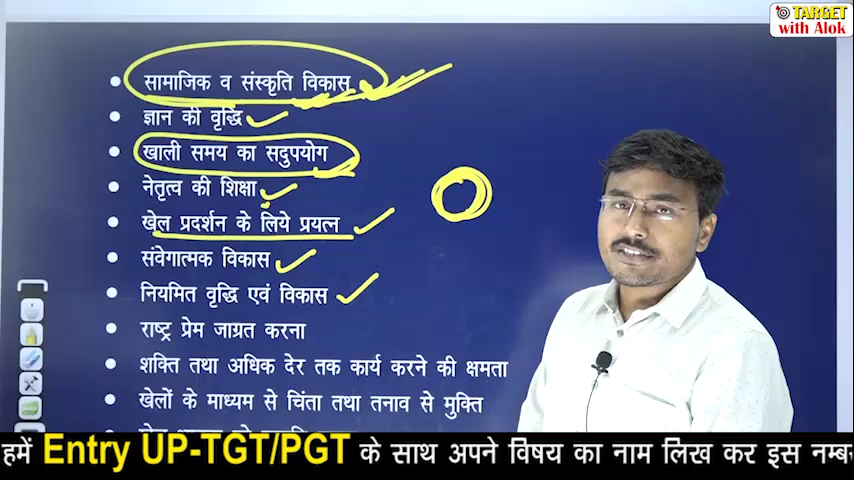 TARGET
with Alok
सामाजिक व संस्कृति विकास
ज्ञान की वृद्धि
खाली समय का सदुपयोग
नेतृत्व की शिक्षा
खेल प्रदर्शन के लिये प्रयत्न
संवेगात्मक विकास
नियमित वृद्धि एवं विकास
राष्ट्र प्रेम जाग्रत करना
शक्ति तथा अधिक देर तक कार्य करने की क्षमता
खेलों के माध्यम से चिंता तथा तनाव से मुक्ति
हमें Entry UP-TGT/PGT के साथ अपने विषय का नाम लिख कर इस नम्बर